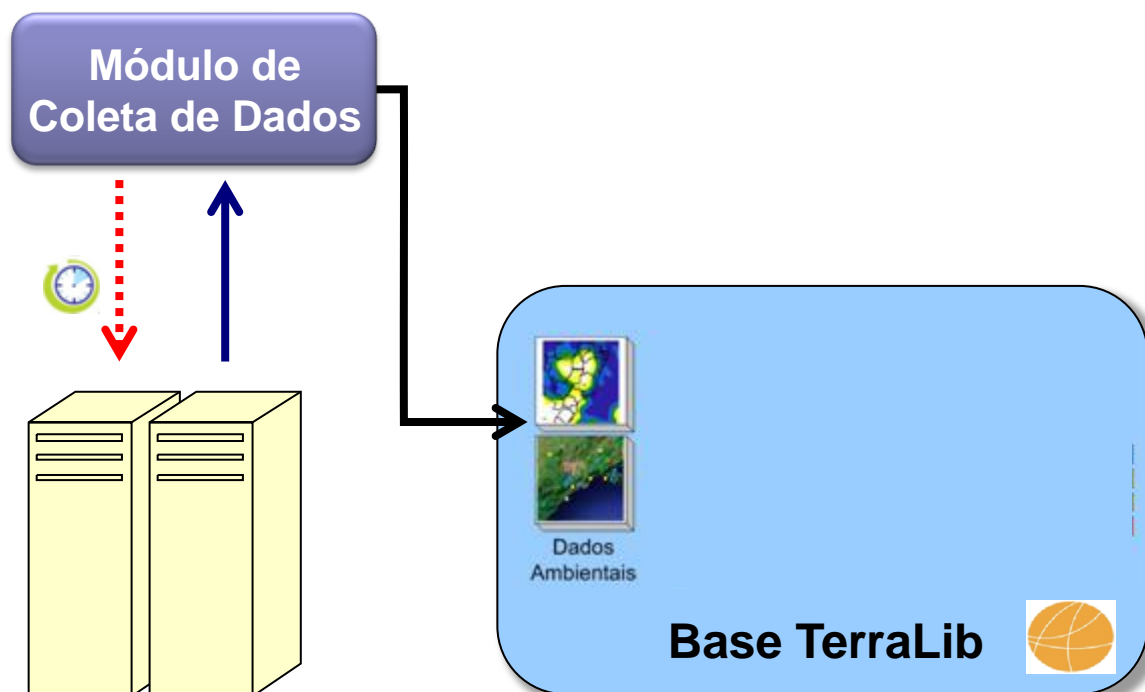 Módulo de
Coleta de Dados
Dados
Ambientais
Base TerraLib